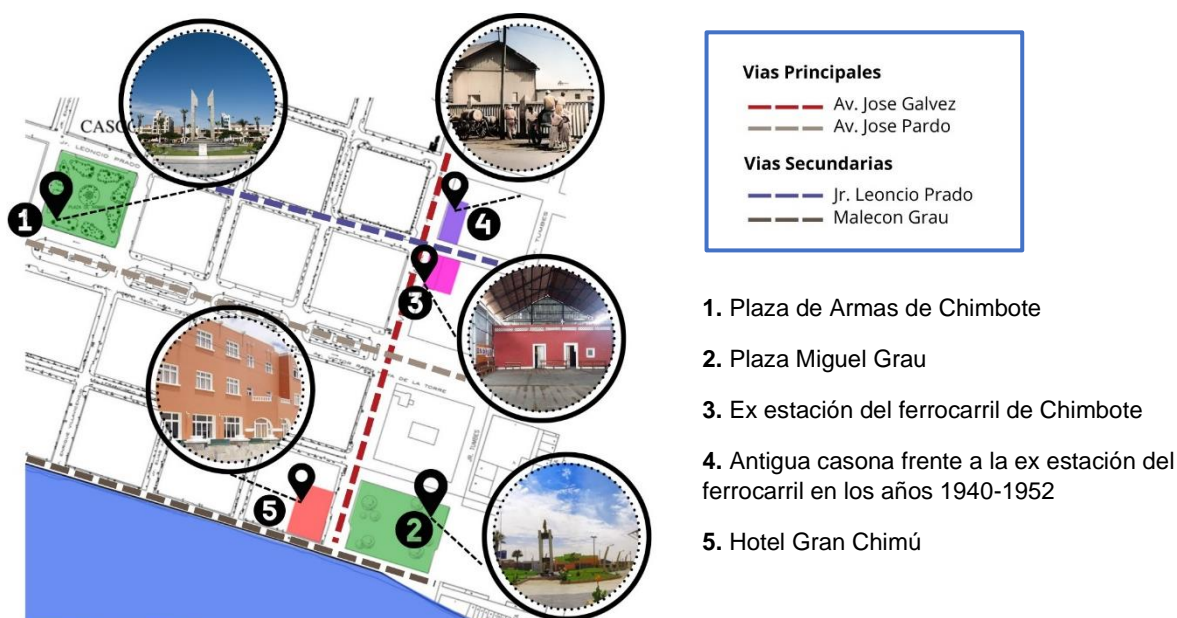 CASCO
JR. LEONCIO PRADO
1
4
3
5
2
DE LA TORRE
JR. TUMBES
Vias Principales
Av. Jose Galvez
Av. Jose Pardo
Vias Secundarias
Jr. Leoncio Prado
Malecon Grau
1. Plaza de Armas de Chimbote
2. Plaza Miguel Grau
3. Ex estación del ferrocarril de Chimbote
4. Antigua casona frente a la ex estación del
ferrocarril en los años 1940-1952
5. Hotel Gran Chimú